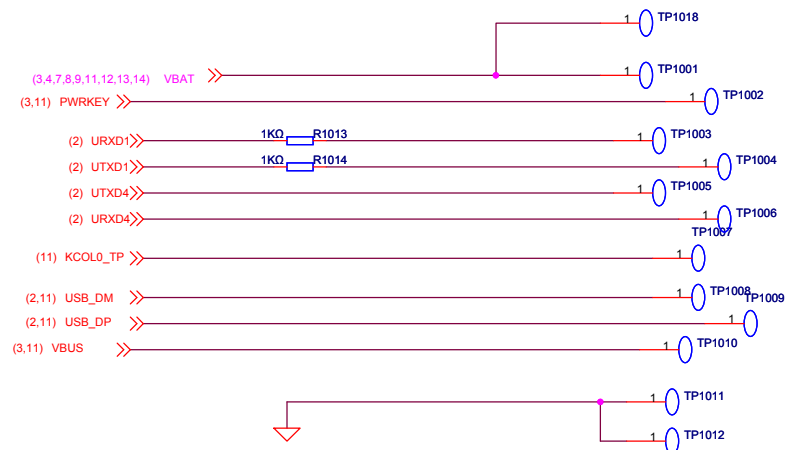 1 TP1018
(3,4,7,8,9,11,12,13,14) VBAT 1 TP1001
(3,11) PWRKEY 1 TP1002
(2) URXD1 1KΩ R1013 1 TP1003
(2) UTXD1 1KΩ R1014 1 TP1004
(2) UTXD4 1 TP1005
(2) URXD4 1 TP1006
(11) KCOL0_TP 1 TP1007
(2,11) USB_DM 1 TP1008
(2,11) USB_DP 1 TP1009
(3,11) VBUS 1 TP1010
1 TP1011
1 TP1012